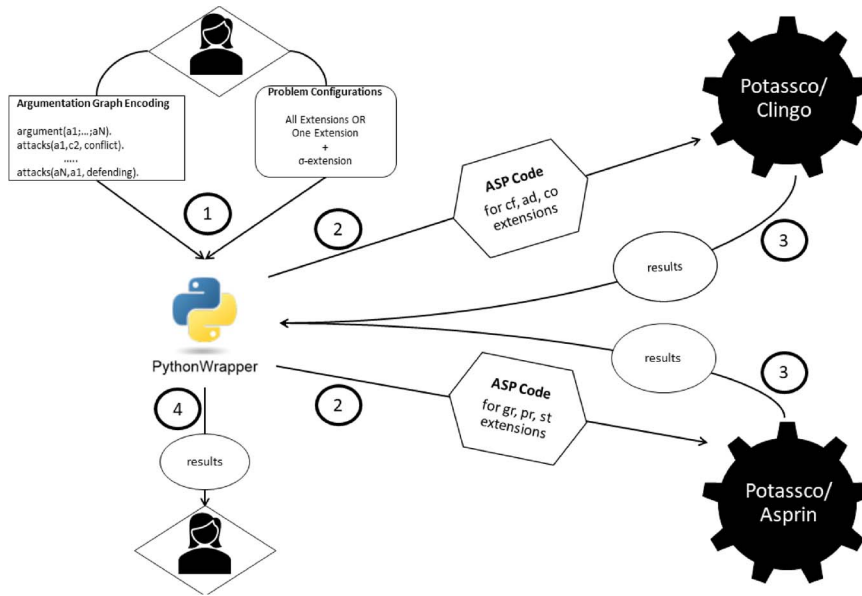 Argumentation Graph Encoding
argument(a1;...;aN).
attacks(a1,c2, conflict).
.....
attacks(aN,a1, defending).
Problem Configurations
All Extensions OR
One Extension
+
σ-extension
1
2
ASP Code
for cf, ad, co
extensions
Potassco/
Clingo
3
results
PythonWrapper
results
3
2
ASP Code
for gr, pr, st
extensions
Potassco/
Asprin
4
results